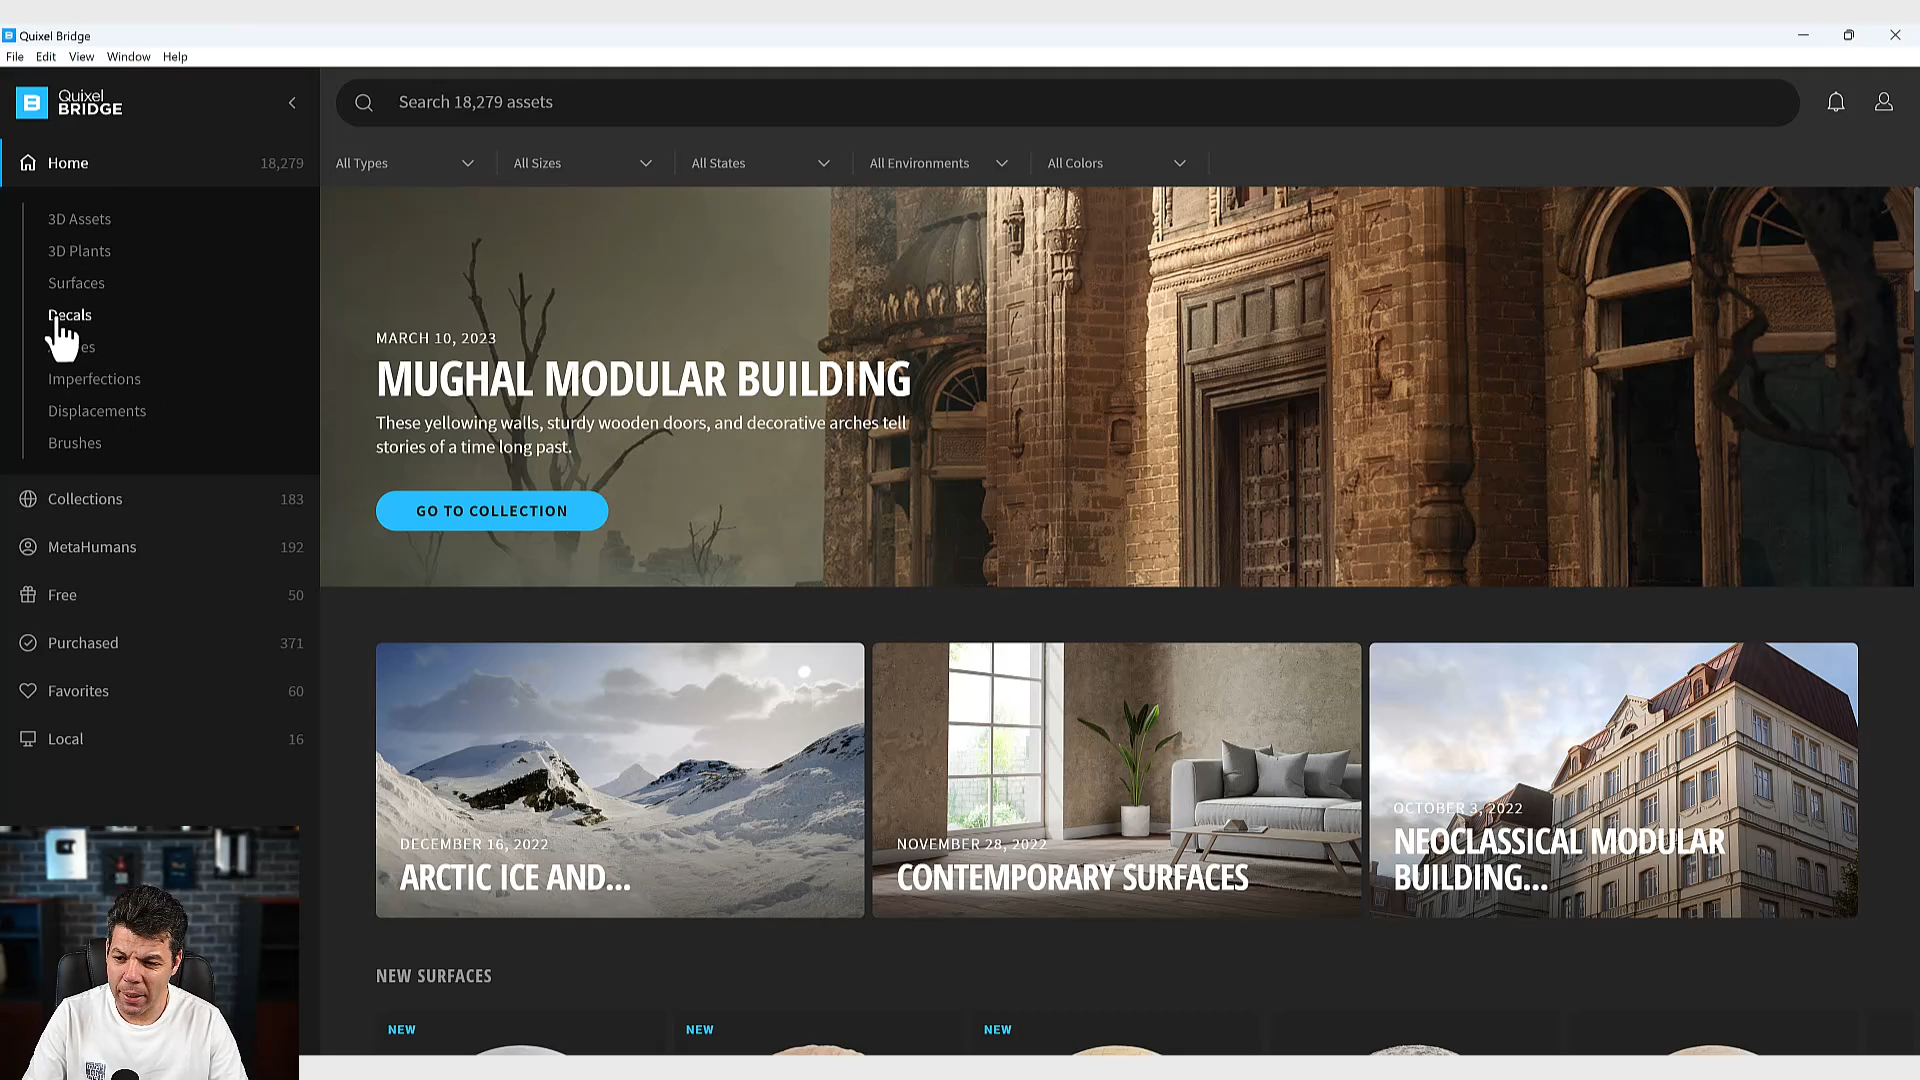 Quixel Bridge
File Edit View Window Help
Quixel
BRIDGE
Search 18,279 assets
Home 18,279
All Types All Sizes All States All Environments All Colors
3D Assets
3D Plants
Surfaces
Decals
Imperfections
Displacements
Brushes
Collections 183
MetaHumans 192
Free 50
Purchased 371
Favorites 60
Local 16
MARCH 10, 2023
MUGHAL MODULAR BUILDING
These yellowing walls, sturdy wooden doors, and decorative arches tell
stories of a time long past.
GO TO COLLECTION
DECEMBER 16, 2022
ARCTIC ICE AND...
NOVEMBER 28, 2022
CONTEMPORARY SURFACES
OCTOBER 3, 2022
NEOCLASSICAL MODULAR
BUILDING...
NEW SURFACES
NEW NEW NEW